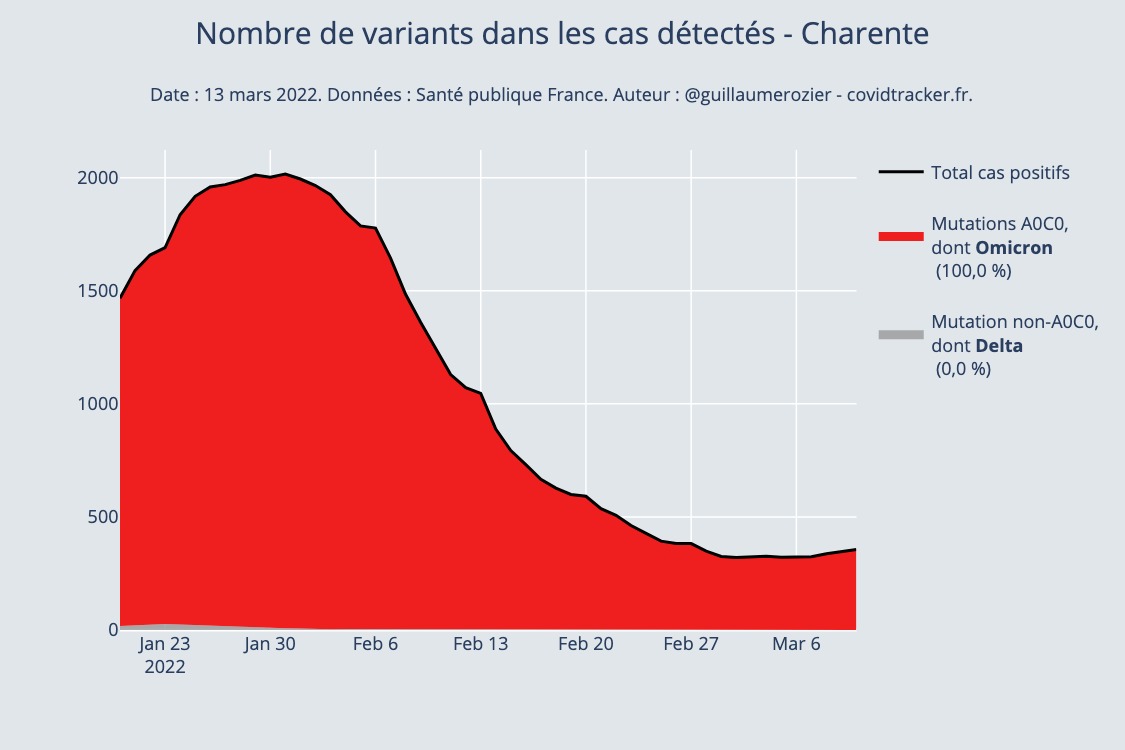 Nombre de variants dans les cas détectés - Charente
Date : 13 mars 2022. Données : Santé publique France. Auteur : @guillaumerozier - covidtracker.fr.
2000
1500
1000
500
0
Jan 23
2022
Jan 30
Feb 6
Feb 13
Feb 20
Feb 27
Mar 6
Total cas positifs
Mutations A0C0,
dont Omicron
(100,0 %)
Mutation non-A0C0,
dont Delta
(0,0 %)